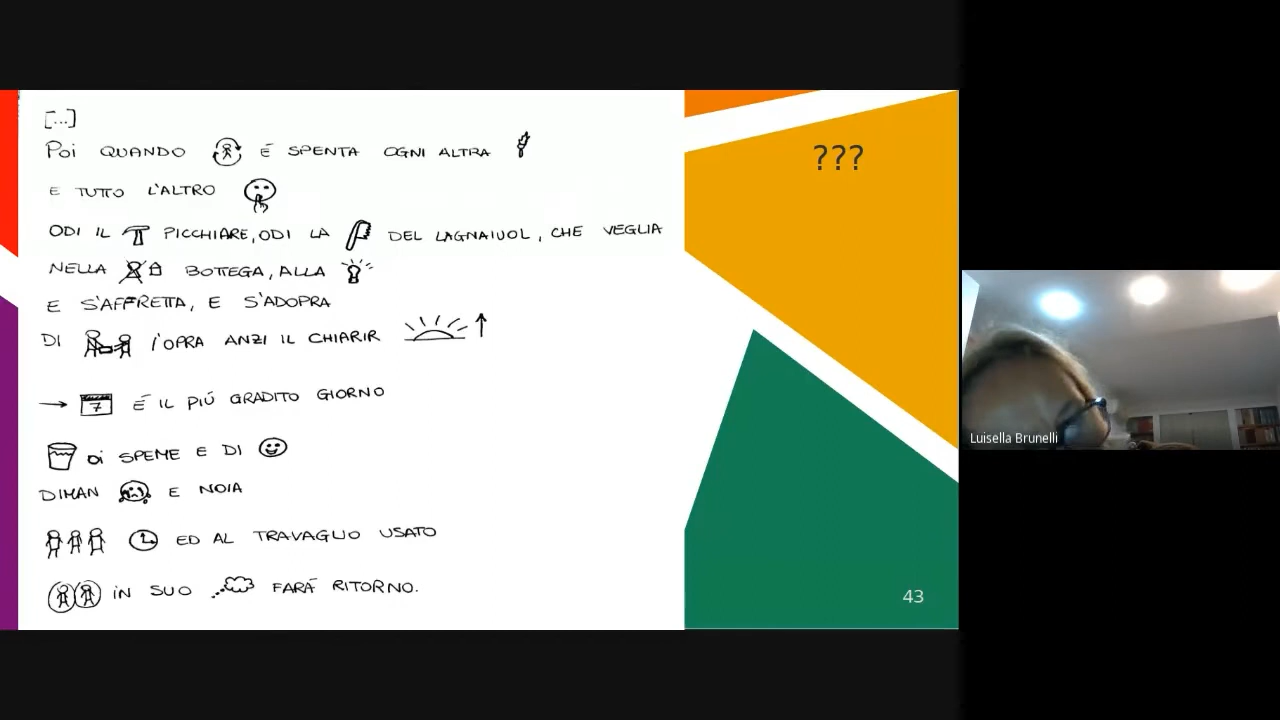 [...]
POI QUANDO É SPENTA OGNI ALTRA
E TUTTO L'ALTRO
ODI IL PICCHIARE, ODI LA DEL LAGNAIUOL, CHE VEGLIA
NELLA BOTTEGA, ALLA
E S'AFFRETTA, E S'ADOPRA
DI l'OPRA ANZI IL CHIARIR
7 É IL PIÚ GRADITO GIORNO
Di SPEME E DI
DIMAN E NOIA
ED AL TRAVAGLIO USATO
iN SUO FARÁ RITORNO.
???
43
Luisella Brunelli